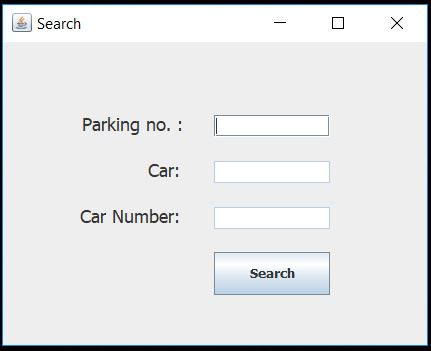 Search
Parking no. :
Car:
Car Number:
Search